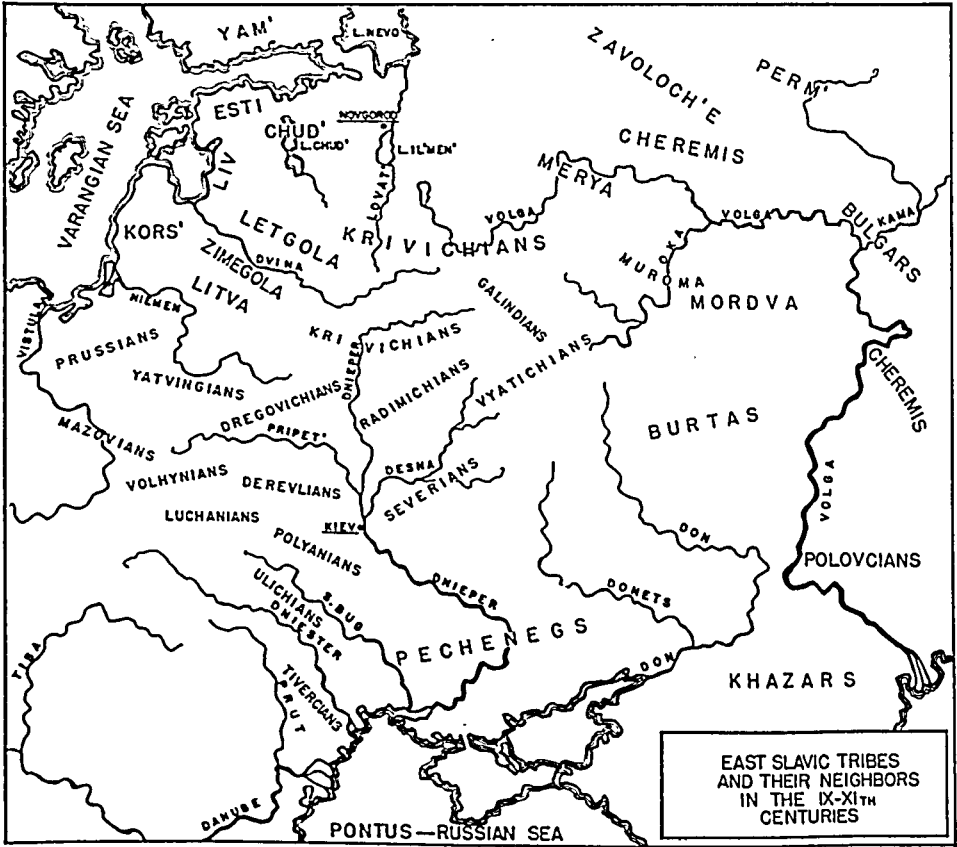 YAM'
L. NEVO
ZAVOLOCH'E
PERM'
ESTI
NOVGOROD
CHUD'
L. CHUD'
L. IL'MEN'
CHEREMIS
VARANGIAN SEA
LIV
LOVAT'
MERYA
KORS'
LETGOLA
KRIVICHIANS
VOLGA
VOLGA
KAMA
BULGARS
ZIMEGOLA
DVINA
OKA
MUROMA
LITVA
MORDVA
GALINDIANS
NIEMEN
VISTULA
PRUSSIANS
KRIVICHIANS
DNIEPER
VYATICHIANS
CHEREMIS
YATVINGIANS
DREGOVICHIANS
RADIMICHIANS
BURTAS
MAZOVIANS
PRIPET'
VOLHYNIANS
DEREVLIANS
DESNA
SEVERIANS
VOLGA
LUCHANIANS
KIEV
DON
POLYANIANS
POLOVCIANS
ULICHIANS
S. BUG
DNIEPER
DONETS
DNIESTER
PECHENEGS
TISA
DON
KHAZARS
TIVERCIANS
PRUT
DANUBE
PONTUS—RUSSIAN SEA
EAST SLAVIC TRIBES
AND THEIR NEIGHBORS
IN THE IX-XITH
CENTURIES